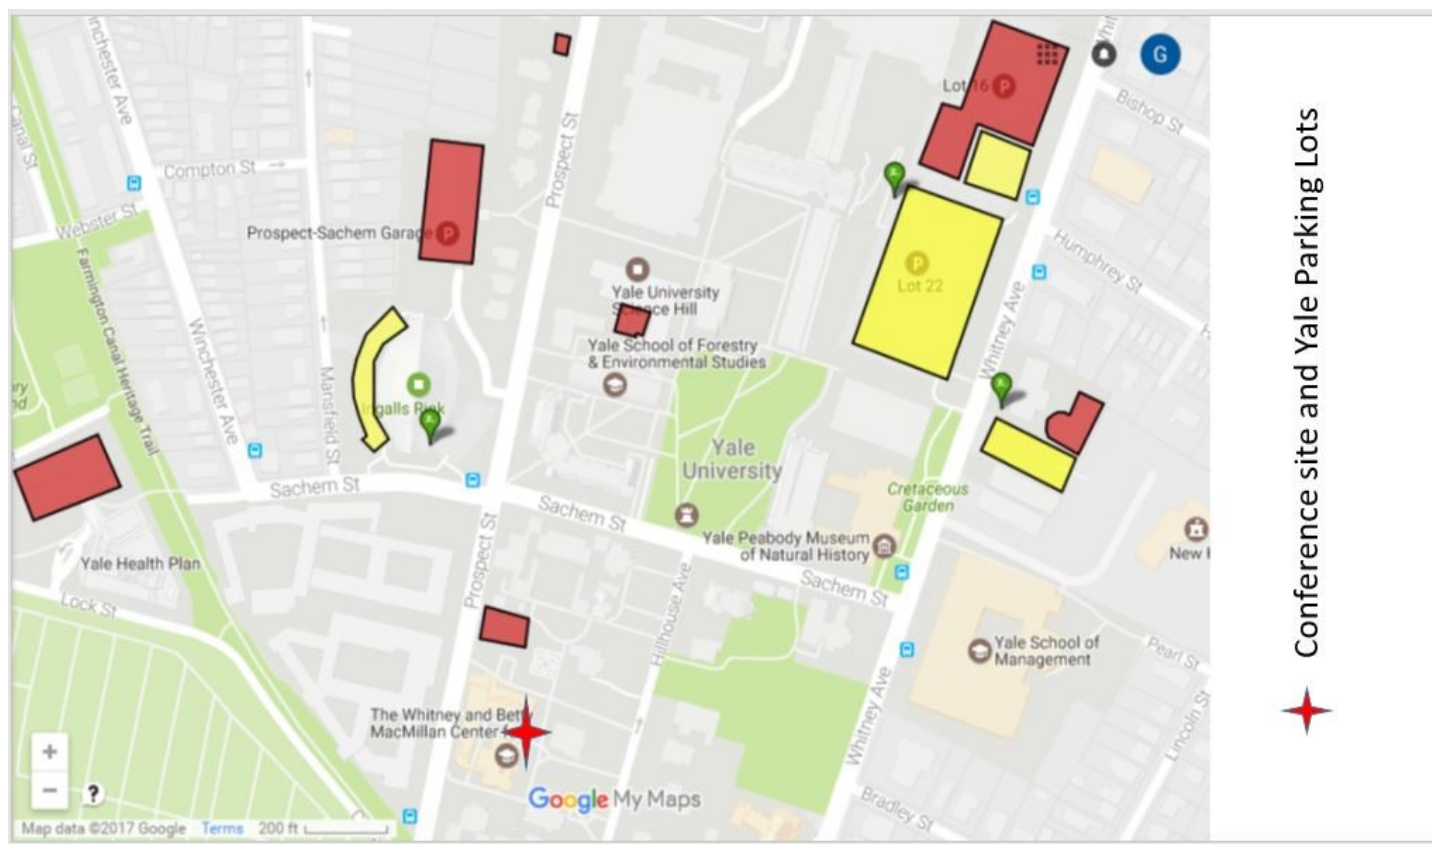 Whit
G
Bishop St
Lot 16
P
Winchester Ave
Canal St
Compton St
Prospect St
Webster St
Prospect-Sachem Garage
P
Humphrey St
P
Lot 22
Yale University
Science Hill
Yale School of Forestry
& Environmental Studies
Whitney Ave
Farmington Canal Heritage Trail
Winchester Ave
Mansfield St
Ingalls Rink
Yale
University
Sachem St
Sachem St
Cretaceous
Garden
Yale Peabody Museum
of Natural History
New H
Yale Health Plan
Prospect St
Sachem St
Lock St
Hillhouse Ave
Yale School of
Management
Pearl St
The Whitney and Betty
MacMillan Center fo
Whitney Ave
Lincoln St
+
−
?
Google My Maps
Bradley St
Map data ©2017 Google Terms 200 ft
Conference site and Yale Parking Lots